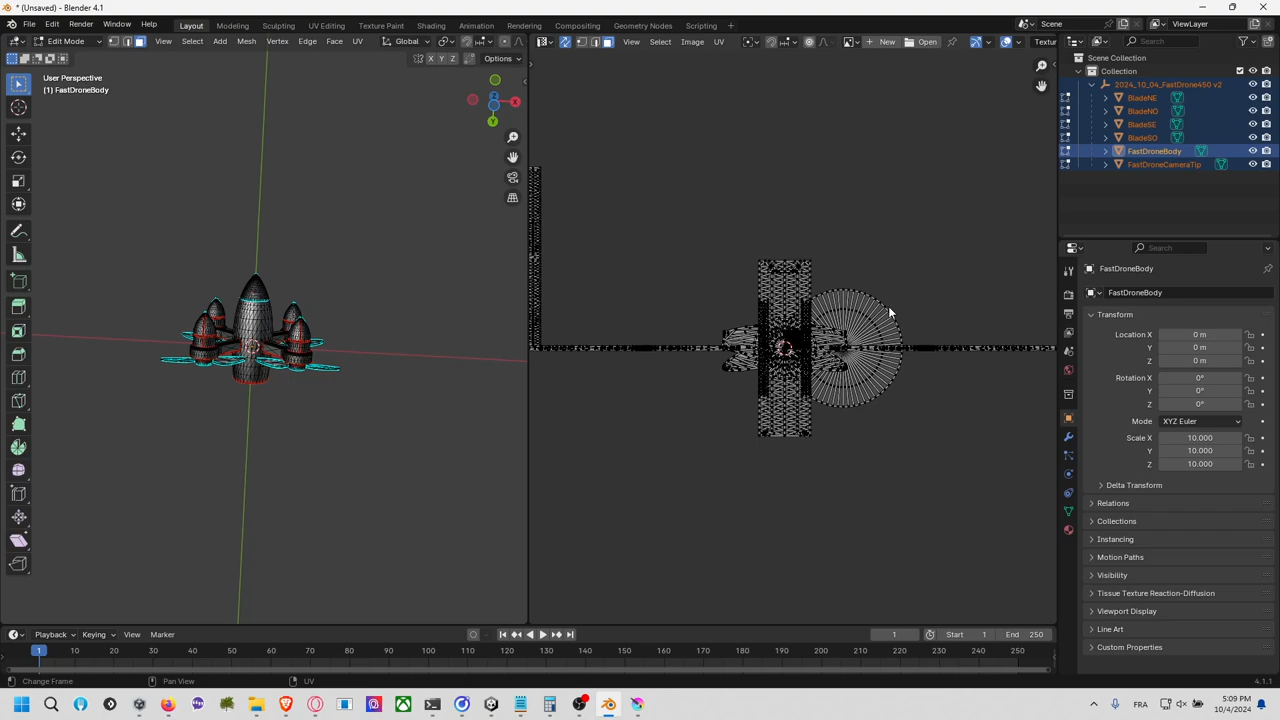 * (Unsaved) - Blender 4.1
File Edit Render Window Help Layout Modeling Sculpting UV Editing Texture Paint Shading Animation Rendering Compositing Geometry Nodes Scripting + Scene ViewLayer
Edit Mode View Select Add Mesh Vertex Edge Face UV Global View Select Image UV New Open Textur Search
X Y Z Options
User Perspective
(1) FastDroneBody
X
Y
Z
Scene Collection
Collection
2024_10_04_FastDrone450 v2
BladeNE
BladeNO
BladeSE
BladeSO
FastDroneBody
FastDroneCameraTip
Search
FastDroneBody
FastDroneBody
Transform
Location X 0 m
Y 0 m
Z 0 m
Rotation X 0°
Y 0°
Z 0°
Mode XYZ Euler
Scale X 10.000
Y 10.000
Z 10.000
Delta Transform
Relations
Collections
Instancing
Motion Paths
Visibility
Tissue Texture Reaction-Diffusion
Viewport Display
Line Art
Custom Properties
Playback Keying View Marker 1 Start 1 End 250
1 10 20 30 40 50 60 70 80 90 100 110 120 130 140 150 160 170 180 190 200 210 220 230 240 250
Change Frame Pan View UV 4.1.1
FRA 5:09 PM
10/4/2024